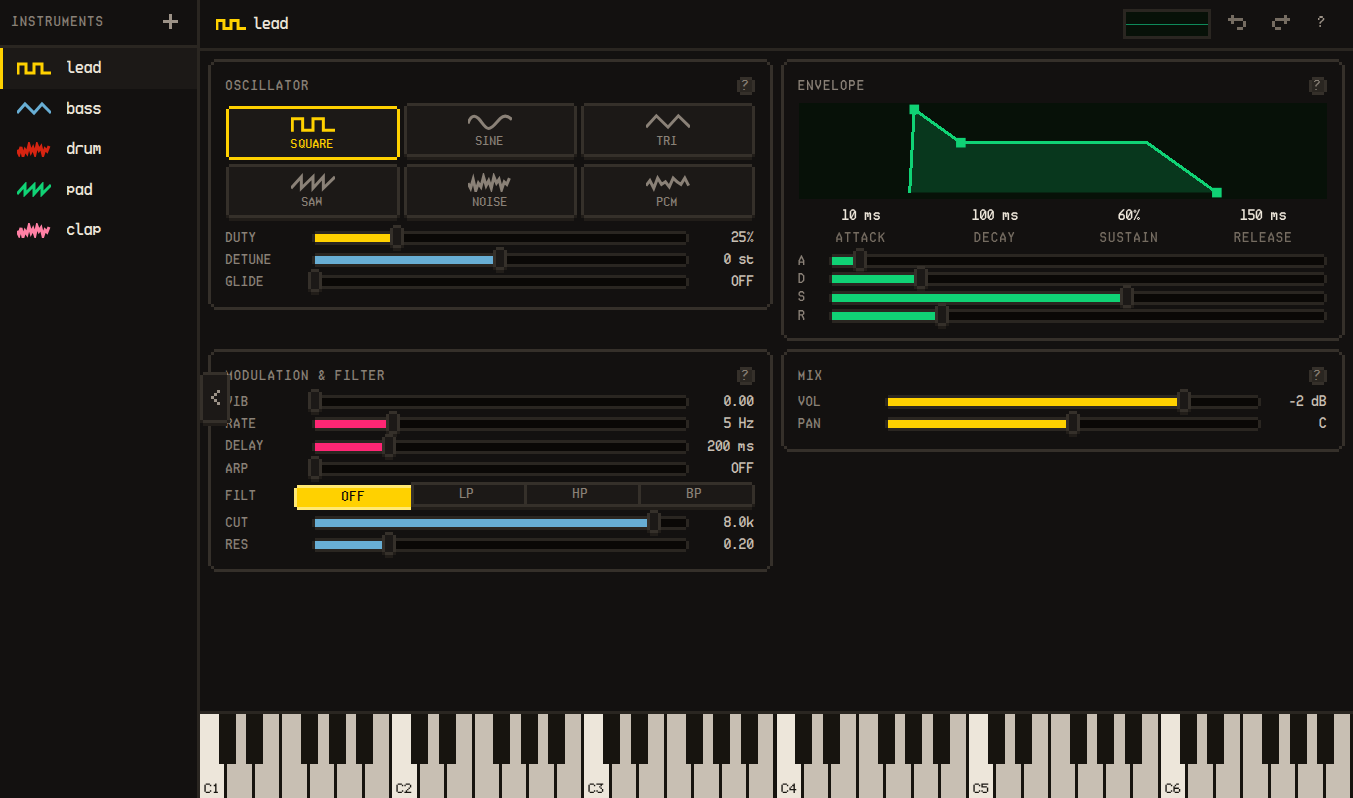 INSTRUMENTS +
lead
bass
drum
pad
clap
lead
?
OSCILLATOR ?
SQUARE SINE TRI
SAW NOISE PCM
DUTY 25%
DETUNE 0 st
GLIDE OFF
ENVELOPE ?
10 ms 100 ms 60% 150 ms
ATTACK DECAY SUSTAIN RELEASE
A
D
S
R
MODULATION & FILTER ?
VIB 0.00
RATE 5 Hz
DELAY 200 ms
ARP OFF
FILT OFF LP HP BP
CUT 8.0k
RES 0.20
MIX ?
VOL -2 dB
PAN C
C1 C2 C3 C4 C5 C6